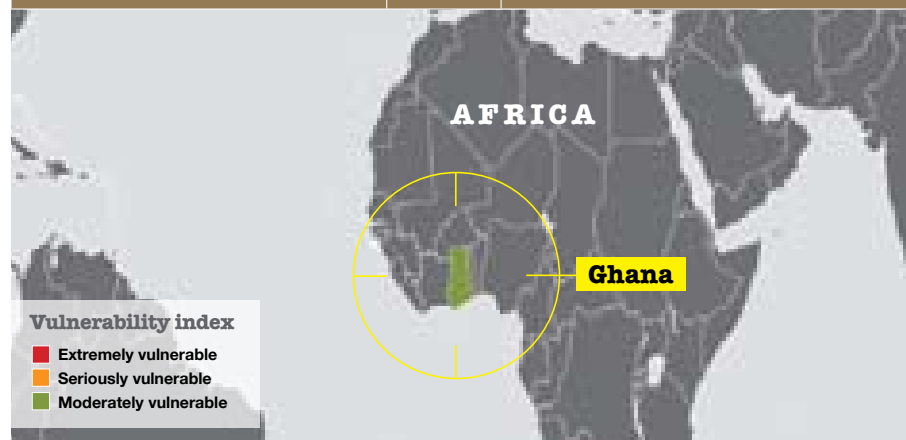 AFRICA
Ghana
Vulnerability index
Extremely vulnerable
Seriously vulnerable
Moderately vulnerable